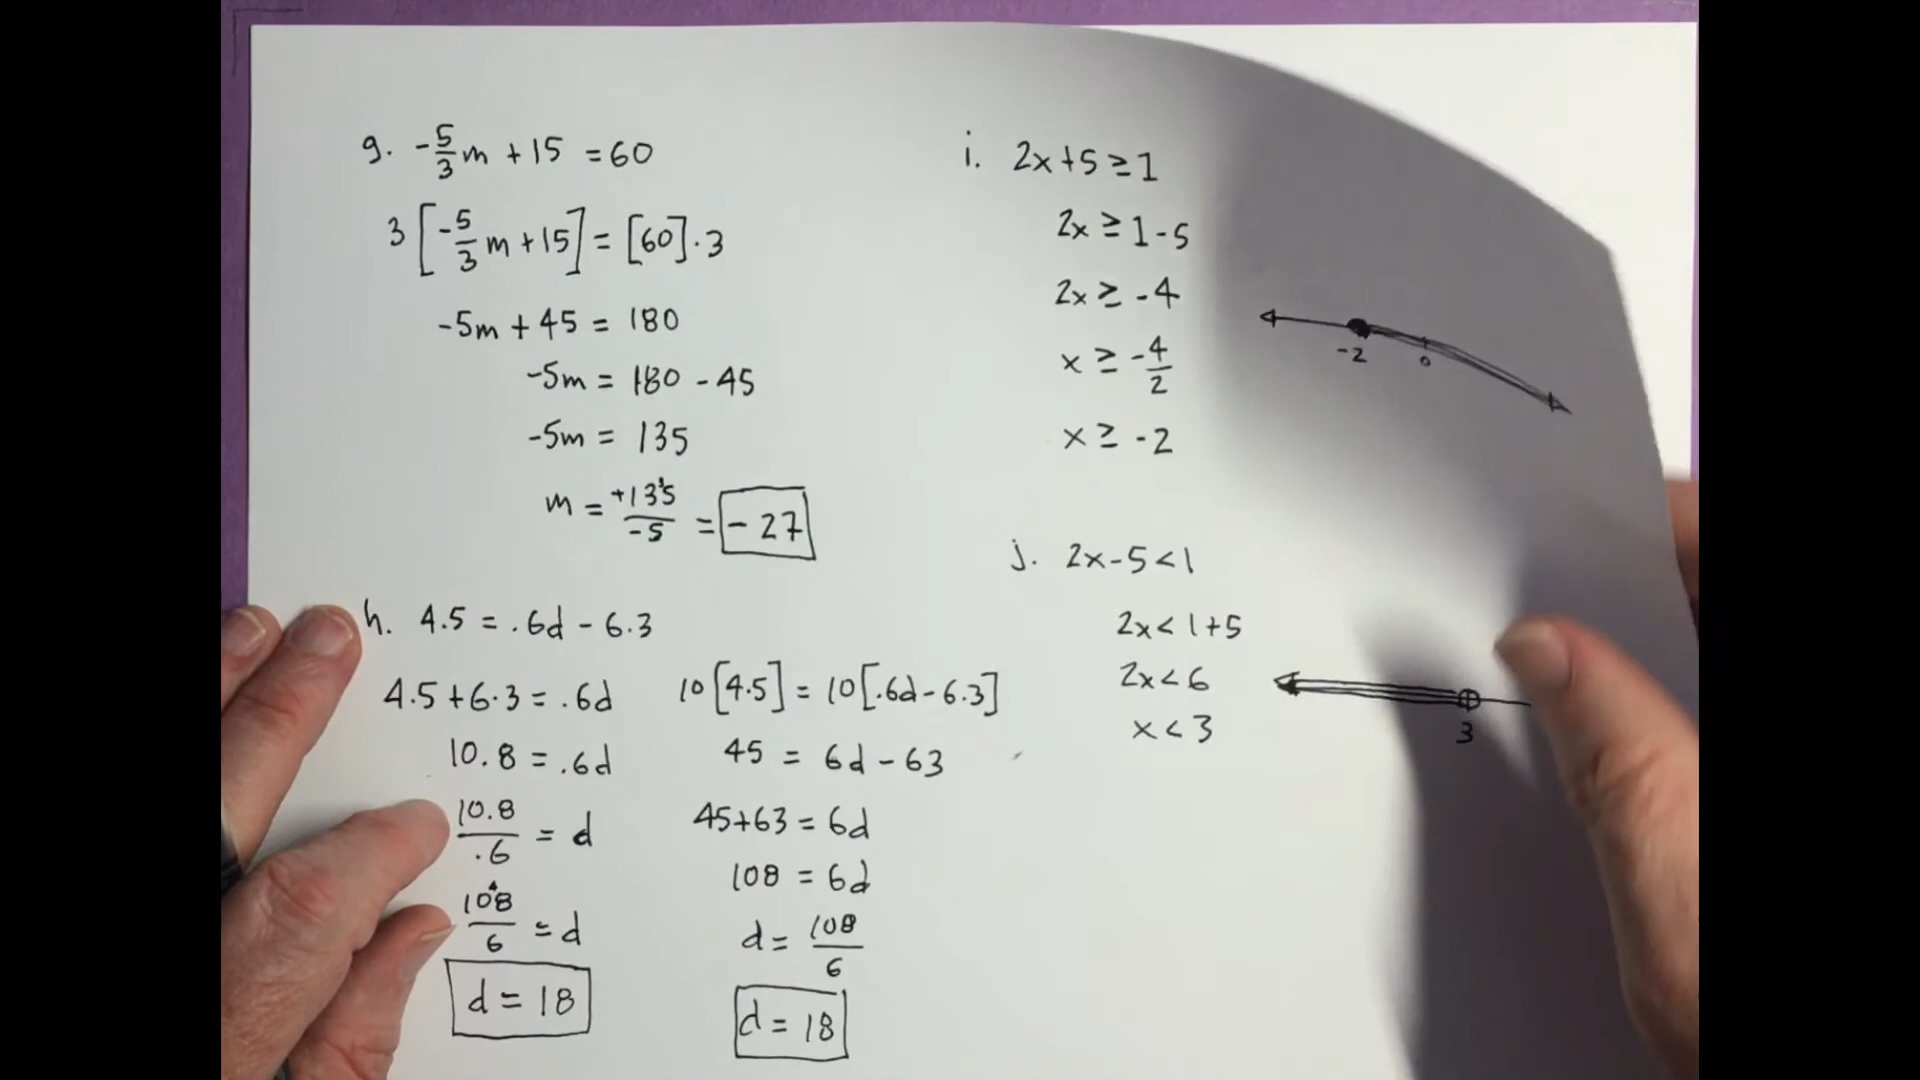 g. -5/3 m + 15 = 60
3[-5/3 m + 15] = [60]·3
-5m + 45 = 180
-5m = 180 - 45
-5m = 135
m = +135/-5 = -27
h. 4.5 = .6d - 6.3
4.5 + 6.3 = .6d
10.8 = .6d
10.8/.6 = d
108/6 = d
d = 18
10[4.5] = 10[.6d - 6.3]
45 = 6d - 63
45+63 = 6d
108 = 6d
d = 108/6
d = 18
i. 2x+5 ≥ 1
2x ≥ 1-5
2x ≥ -4
x ≥ -4/2
x ≥ -2
-2 0
j. 2x-5<1
2x< 1+5
2x<6
x < 3
3